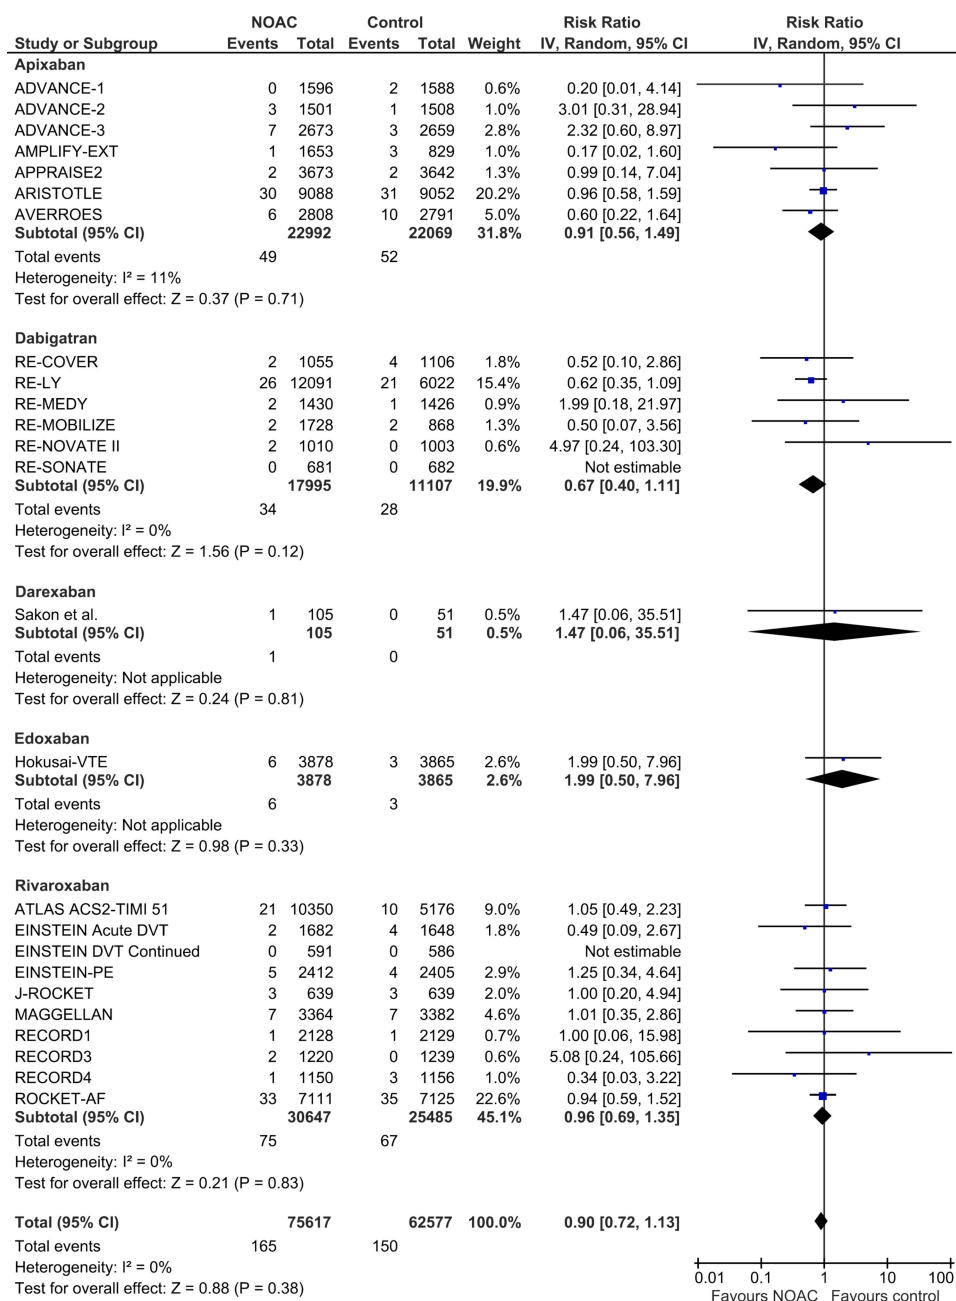 NOAC Control Risk Ratio Risk Ratio
Study or Subgroup Events Total Events Total Weight IV, Random, 95% CI IV, Random, 95% CI
Apixaban
ADVANCE-1 0 1596 2 1588 0.6% 0.20 [0.01, 4.14]
ADVANCE-2 3 1501 1 1508 1.0% 3.01 [0.31, 28.94]
ADVANCE-3 7 2673 3 2659 2.8% 2.32 [0.60, 8.97]
AMPLIFY-EXT 1 1653 3 829 1.0% 0.17 [0.02, 1.60]
APPRAISE2 2 3673 2 3642 1.3% 0.99 [0.14, 7.04]
ARISTOTLE 30 9088 31 9052 20.2% 0.96 [0.58, 1.59]
AVERROES 6 2808 10 2791 5.0% 0.60 [0.22, 1.64]
Subtotal (95% CI) 22992 22069 31.8% 0.91 [0.56, 1.49]
Total events 49 52
Heterogeneity: I² = 11%
Test for overall effect: Z = 0.37 (P = 0.71)
Dabigatran
RE-COVER 2 1055 4 1106 1.8% 0.52 [0.10, 2.86]
RE-LY 26 12091 21 6022 15.4% 0.62 [0.35, 1.09]
RE-MEDY 2 1430 1 1426 0.9% 1.99 [0.18, 21.97]
RE-MOBILIZE 2 1728 2 868 1.3% 0.50 [0.07, 3.56]
RE-NOVATE II 2 1010 0 1003 0.6% 4.97 [0.24, 103.30]
RE-SONATE 0 681 0 682 Not estimable
Subtotal (95% CI) 17995 11107 19.9% 0.67 [0.40, 1.11]
Total events 34 28
Heterogeneity: I² = 0%
Test for overall effect: Z = 1.56 (P = 0.12)
Darexaban
Sakon et al. 1 105 0 51 0.5% 1.47 [0.06, 35.51]
Subtotal (95% CI) 105 51 0.5% 1.47 [0.06, 35.51]
Total events 1 0
Heterogeneity: Not applicable
Test for overall effect: Z = 0.24 (P = 0.81)
Edoxaban
Hokusai-VTE 6 3878 3 3865 2.6% 1.99 [0.50, 7.96]
Subtotal (95% CI) 3878 3865 2.6% 1.99 [0.50, 7.96]
Total events 6 3
Heterogeneity: Not applicable
Test for overall effect: Z = 0.98 (P = 0.33)
Rivaroxaban
ATLAS ACS2-TIMI 51 21 10350 10 5176 9.0% 1.05 [0.49, 2.23]
EINSTEIN Acute DVT 2 1682 4 1648 1.8% 0.49 [0.09, 2.67]
EINSTEIN DVT Continued 0 591 0 586 Not estimable
EINSTEIN-PE 5 2412 4 2405 2.9% 1.25 [0.34, 4.64]
J-ROCKET 3 639 3 639 2.0% 1.00 [0.20, 4.94]
MAGGELLAN 7 3364 7 3382 4.6% 1.01 [0.35, 2.86]
RECORD1 1 2128 1 2129 0.7% 1.00 [0.06, 15.98]
RECORD3 2 1220 0 1239 0.6% 5.08 [0.24, 105.66]
RECORD4 1 1150 3 1156 1.0% 0.34 [0.03, 3.22]
ROCKET-AF 33 7111 35 7125 22.6% 0.94 [0.59, 1.52]
Subtotal (95% CI) 30647 25485 45.1% 0.96 [0.69, 1.35]
Total events 75 67
Heterogeneity: I² = 0%
Test for overall effect: Z = 0.21 (P = 0.83)
Total (95% CI) 75617 62577 100.0% 0.90 [0.72, 1.13]
Total events 165 150
Heterogeneity: I² = 0%
Test for overall effect: Z = 0.88 (P = 0.38)
0.01 0.1 1 10 100
Favours NOAC Favours control